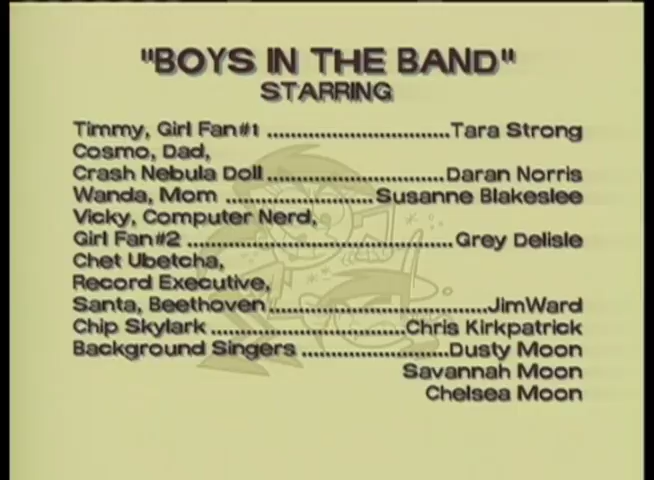 "BOYS IN THE BAND"
STARRING
Timmy, Girl Fan#1 ................................Tara Strong
Cosmo, Dad,
Crash Nebula Doll ...............................Daran Norris
Wanda, Mom .........................Susanne Blakeslee
Vicky, Computer Nerd,
Girl Fan#2 ..............................................Grey Delisle
Chet Ubetcha,
Record Executive,
Santa, Beethoven......................................JimWard
Chip Skylark .................................Chris Kirkpatrick
Background Singers .........................Dusty Moon
Savannah Moon
Chelsea Moon